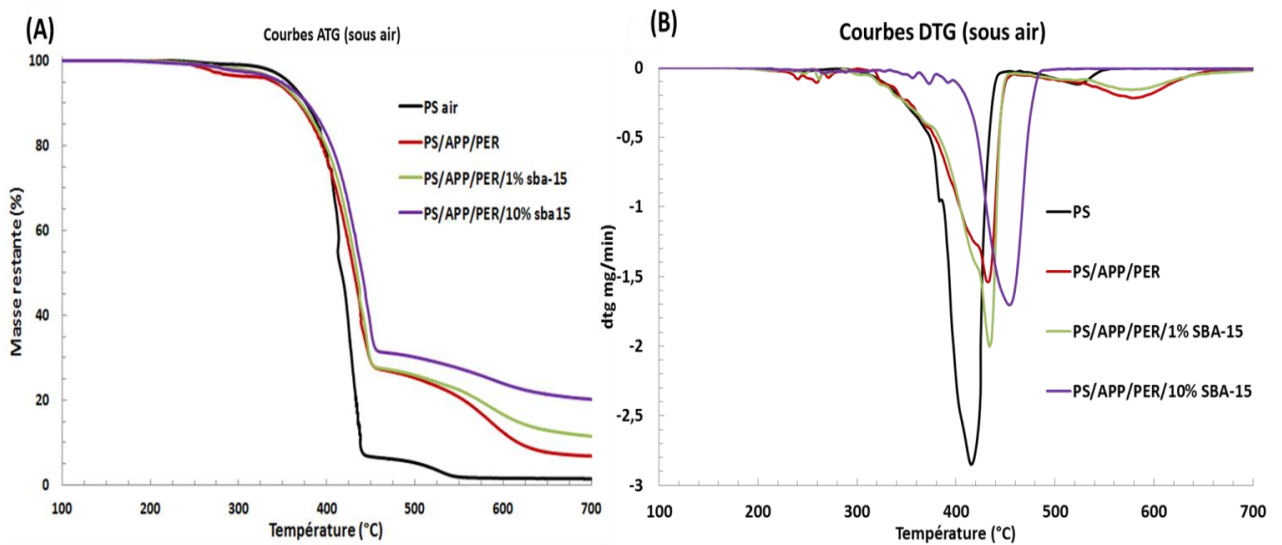 (A)
Courbes ATG (sous air)
100
80
60
40
20
0
Masse restante (%)
100 200 300 400 500 600 700
Température (°C)
PS air
PS/APP/PER
PS/APP/PER/1% sba-15
PS/APP/PER/10% sba15
(B)
Courbes DTG (sous air)
0
-0,5
-1
-1,5
-2
-2,5
-3
dtg mg/min)
100 200 300 400 500 600 700
Température (°C)
PS
PS/APP/PER
PS/APP/PER/1% SBA-15
PS/APP/PER/10% SBA-15